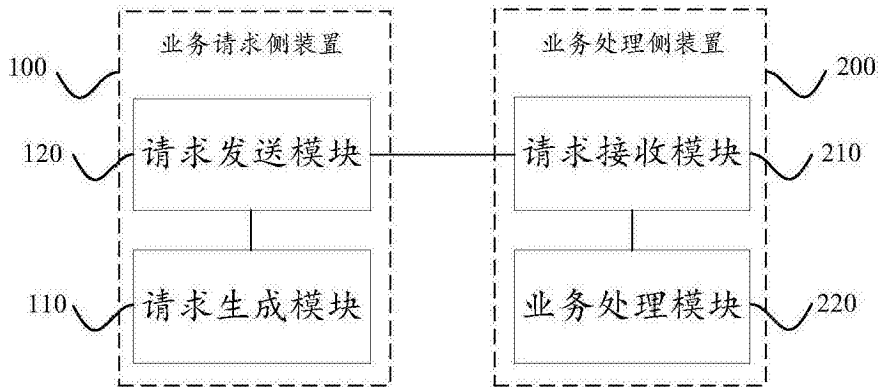 业务请求侧装置
业务处理侧装置
100
200
120
请求发送模块
请求接收模块
210
110
请求生成模块
业务处理模块
220